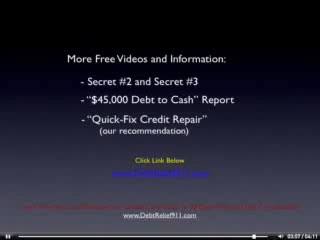 More Free Videos and Information:
- Secret #2 and Secret #3
- “$45,000 Debt to Cash” Report
- “Quick-Fix Credit Repair”
(our recommendation)
Click Link Below
www.DebtRelief911.com
www.DebtRelief911.com
03:57 / 04:11